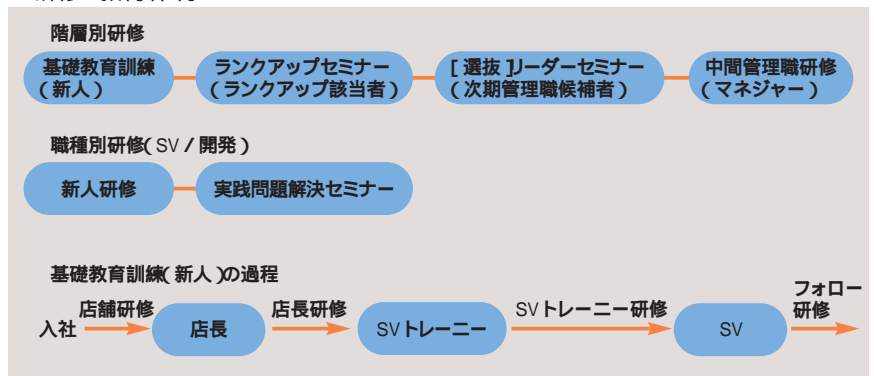 階層別研修
基礎教育訓練
(新人)
ランクアップセミナー
(ランクアップ該当者)
[選抜]リーダーセミナー
(次期管理職候補者)
中間管理職研修
(マネジャー)
職種別研修(SV/開発)
新人研修
実践問題解決セミナー
基礎教育訓練(新人)の過程
入社
店舗研修
店長
店長研修
SVトレーニー
SVトレーニー研修
SV
フォロー
研修